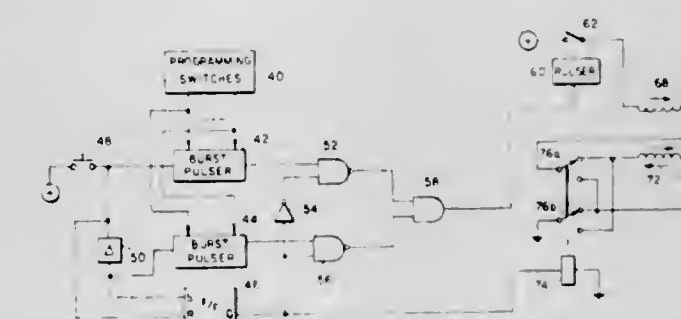 62
PROGRAMMING
SWITCHES
40
60
PULSER
68
48
42
52
BURST
PULSER
76a
72
58
54
76b
44
50
BURST
PULSER
56
74
S
F/F
R
Q
Δ